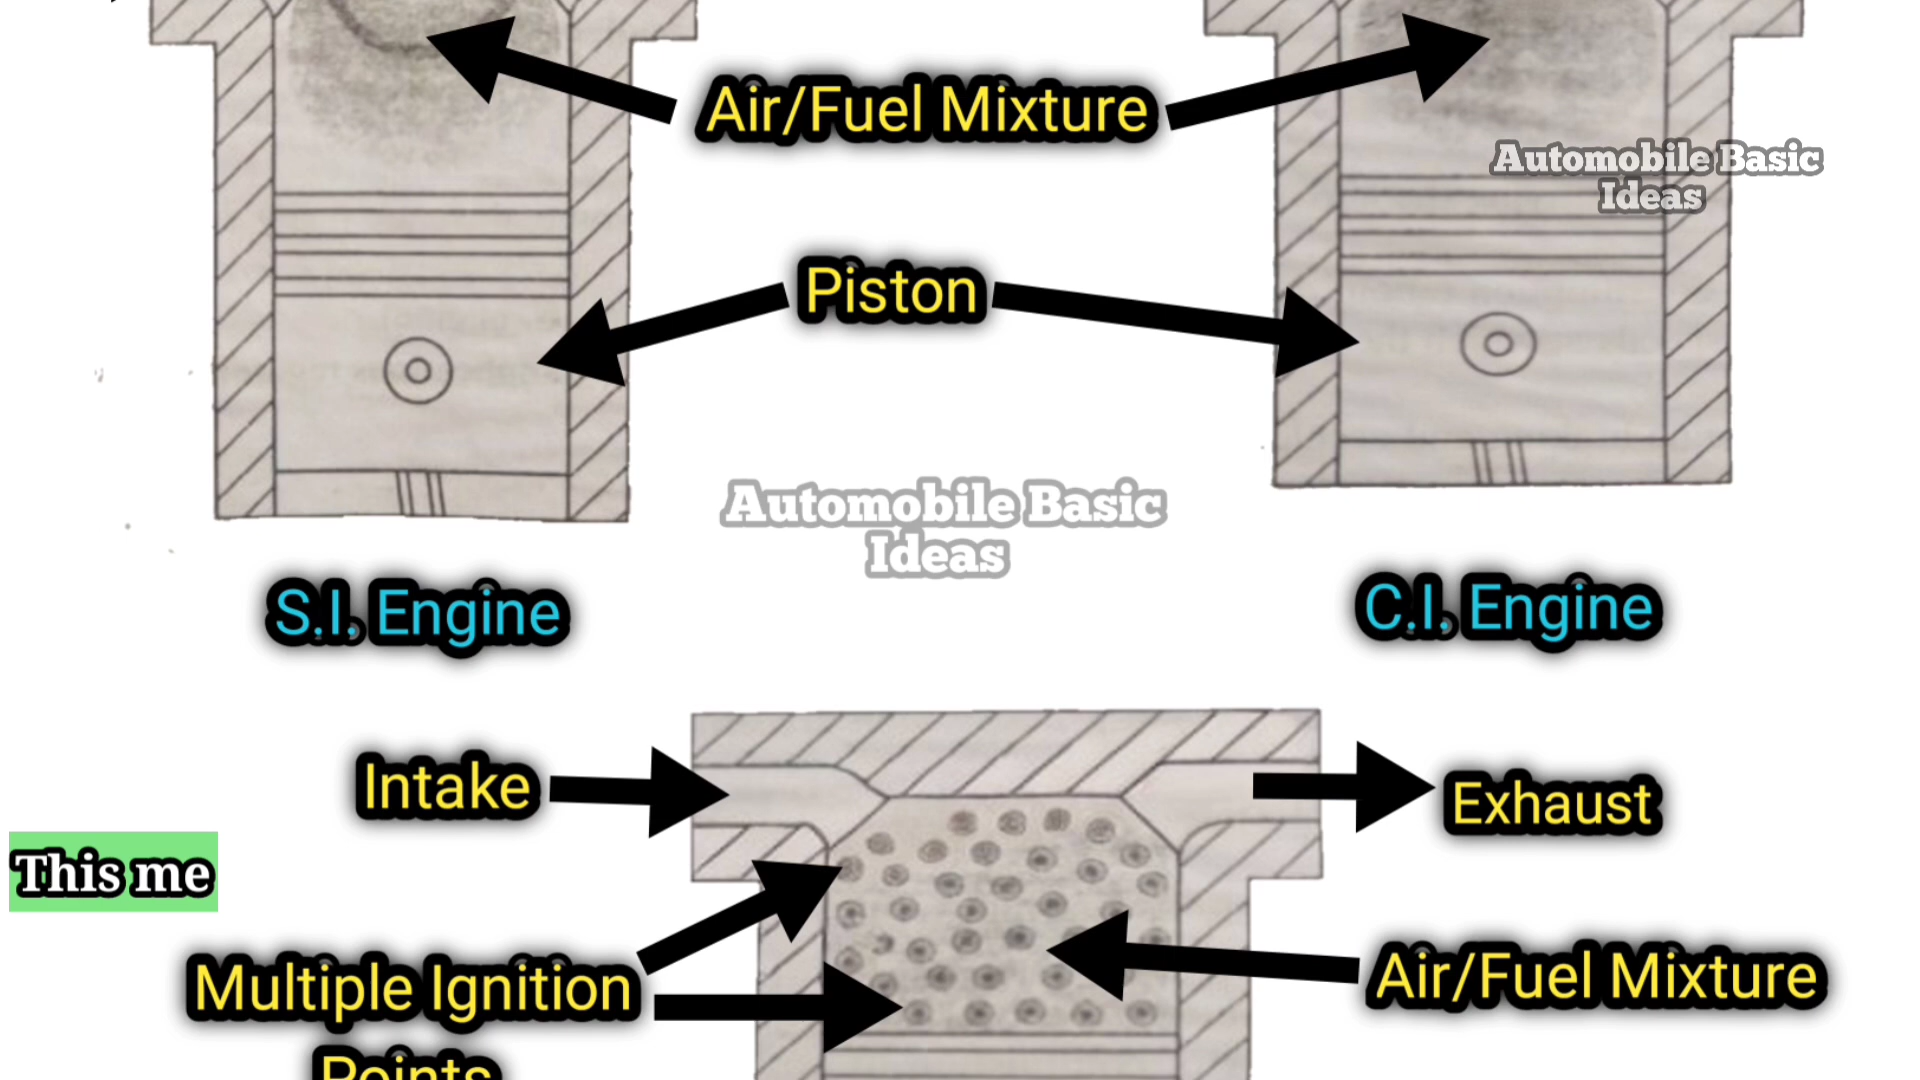 Air/Fuel Mixture
Automobile Basic
Ideas
Piston
Automobile Basic
Ideas
S.I. Engine
C.I. Engine
Intake
Exhaust
This me
Multiple Ignition
Points
Air/Fuel Mixture